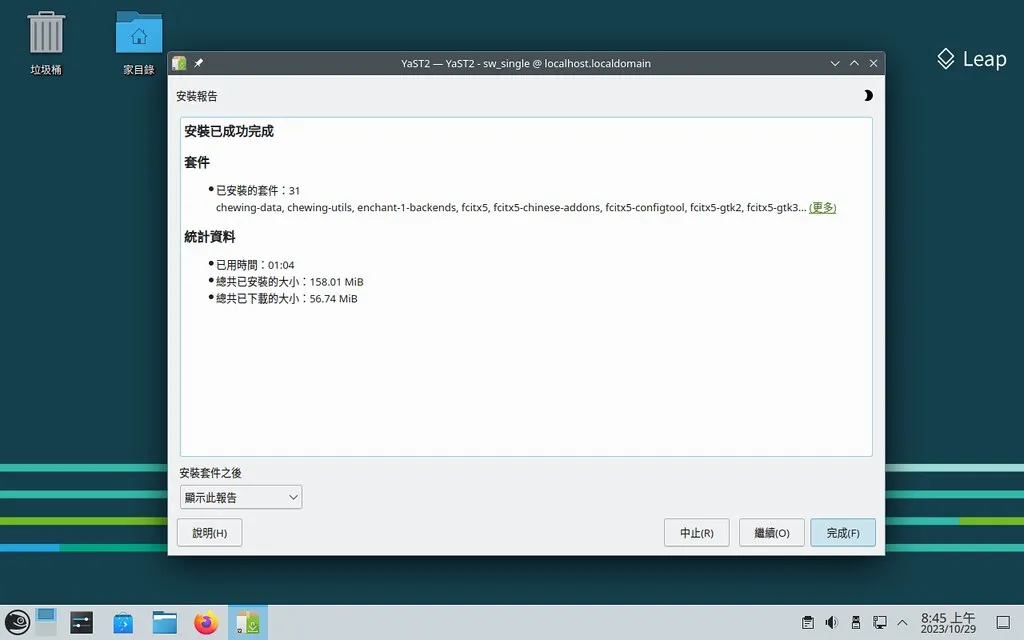 垃圾桶
家目錄
Leap
YaST2 — YaST2 - sw_single @ localhost.localdomain
安裝報告
安裝已成功完成
套件
已安裝的套件：31
chewing-data, chewing-utils, enchant-1-backends, fcitx5, fcitx5-chinese-addons, fcitx5-configtool, fcitx5-gtk2, fcitx5-gtk3... (更多)
統計資料
已用時間：01:04
總共已安裝的大小：158.01 MiB
總共已下載的大小：56.74 MiB
安裝套件之後
顯示此報告
說明(H)
中止(R)
繼續(O)
完成(F)
8:45 上午
2023/10/29